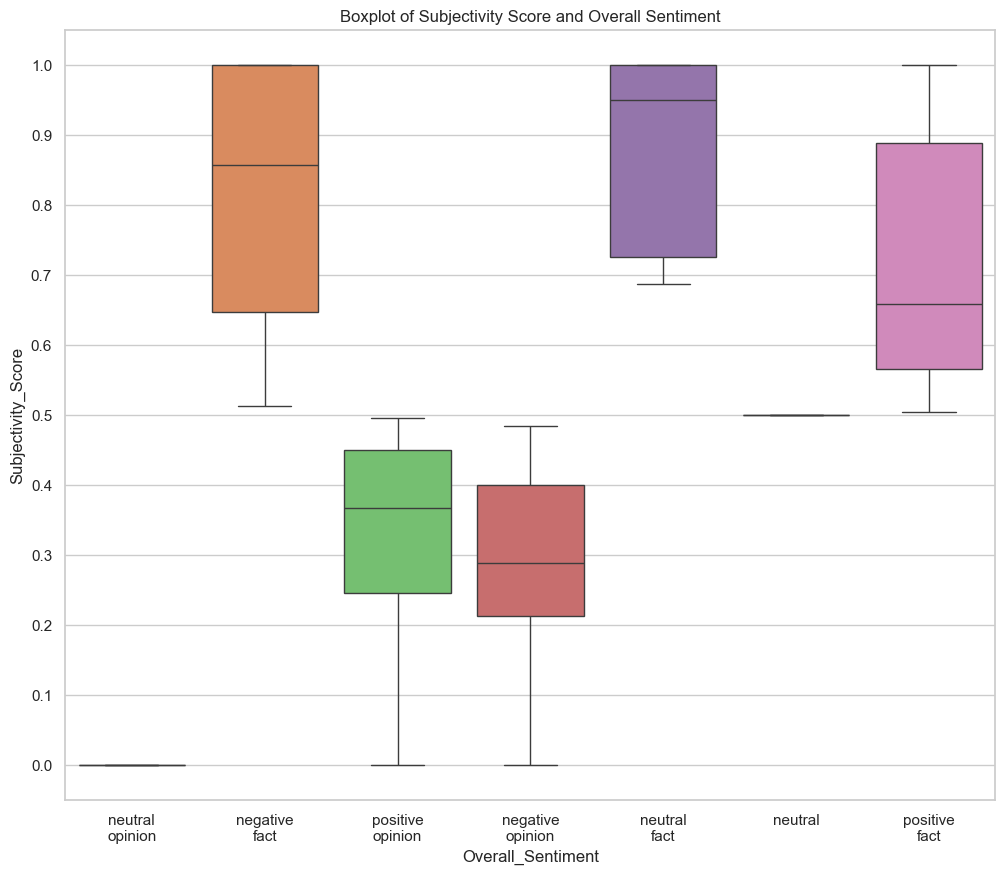 Boxplot of Subjectivity Score and Overall Sentiment
Subjectivity_Score
1.0
0.9
0.8
0.7
0.6
0.5
0.4
0.3
0.2
0.1
0.0
neutral
opinion
negative
fact
positive
opinion
negative
opinion
neutral
fact
neutral
positive
fact
Overall_Sentiment